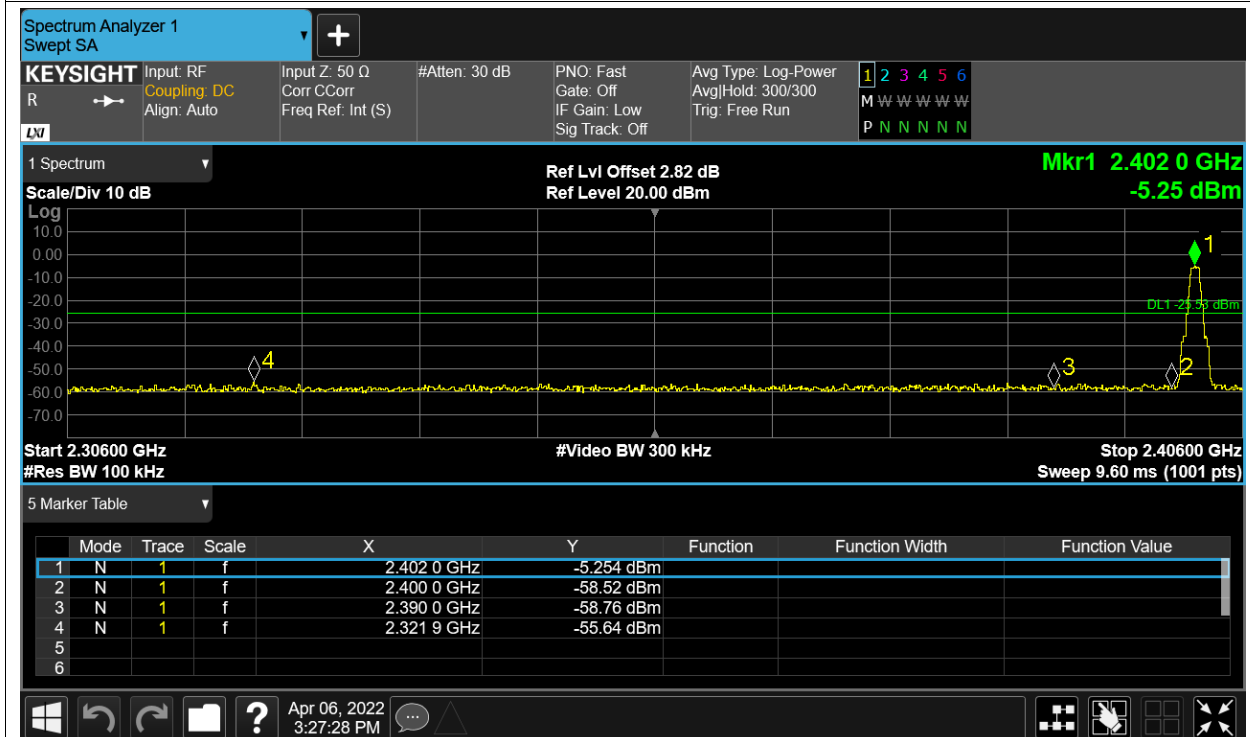 Spectrum Analyzer 1
Swept SA
+
KEYSIGHT
R
LXI
Input: RF
Coupling: DC
Align: Auto
Input Z: 50 Ω
Corr CCorr
Freq Ref: Int (S)
#Atten: 30 dB
PNO: Fast
Gate: Off
IF Gain: Low
Sig Track: Off
Avg Type: Log-Power
Avg|Hold: 300/300
Trig: Free Run
1 2 3 4 5 6
M W W W W W
P N N N N N
1 Spectrum
Scale/Div 10 dB
Ref Lvl Offset 2.82 dB
Ref Level 20.00 dBm
Mkr1 2.402 0 GHz
-5.25 dBm
Log
10.0
0.00
-10.0
-20.0
-30.0
-40.0
-50.0
-60.0
-70.0
1
DL1 -25.53 dBm
4
3
2
Start 2.30600 GHz
#Res BW 100 kHz
#Video BW 300 kHz
Stop 2.40600 GHz
Sweep 9.60 ms (1001 pts)
5 Marker Table
Mode Trace Scale X Y Function Function Width Function Value
1 N 1 f 2.402 0 GHz -5.254 dBm
2 N 1 f 2.400 0 GHz -58.52 dBm
3 N 1 f 2.390 0 GHz -58.76 dBm
4 N 1 f 2.321 9 GHz -55.64 dBm
5
6
?
Apr 06, 2022
3:27:28 PM